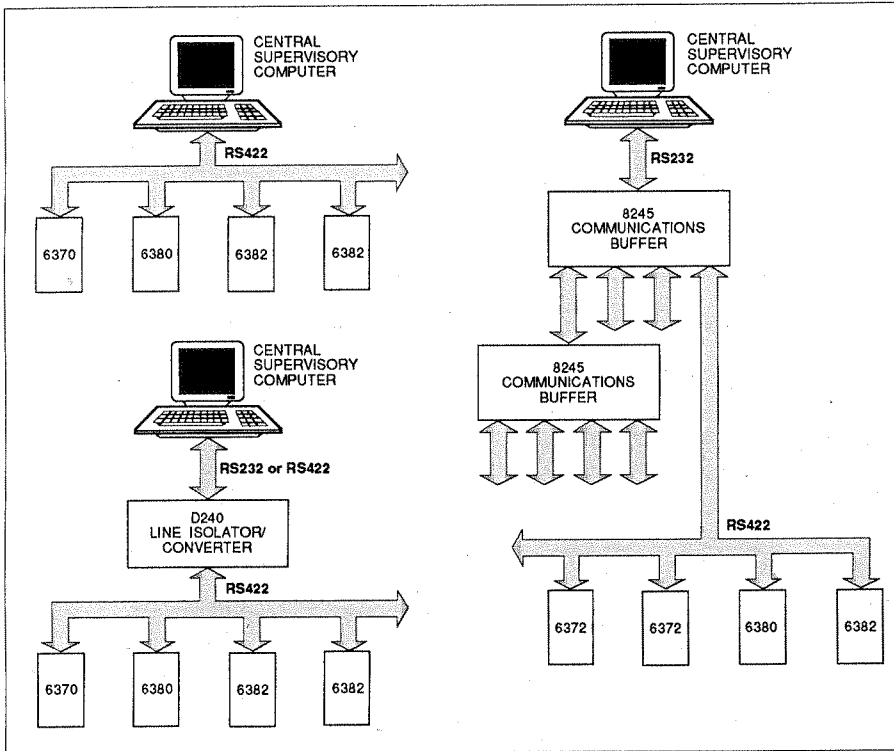 CENTRAL
SUPERVISORY
COMPUTER
RS422
6370
6380
6382
6382
CENTRAL
SUPERVISORY
COMPUTER
RS232 or RS422
D240
LINE ISOLATOR/
CONVERTER
RS422
6370
6380
6382
6382
CENTRAL
SUPERVISORY
COMPUTER
RS232
8245
COMMUNICATIONS
BUFFER
8245
COMMUNICATIONS
BUFFER
RS422
6372
6372
6380
6382